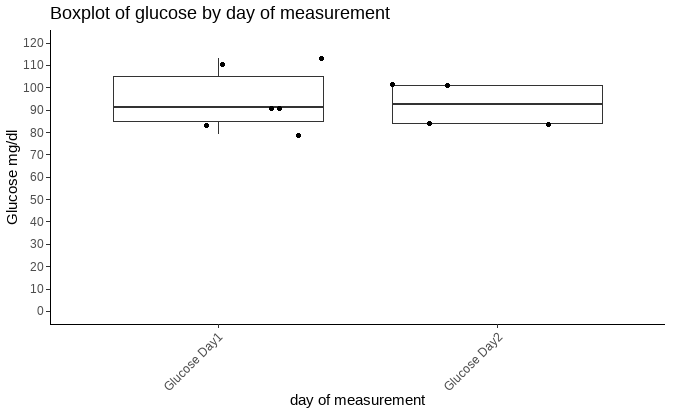 Boxplot of glucose by day of measurement
Glucose mg/dl
120
110
100
90
80
70
60
50
40
30
20
10
0
Glucose Day1
Glucose Day2
day of measurement